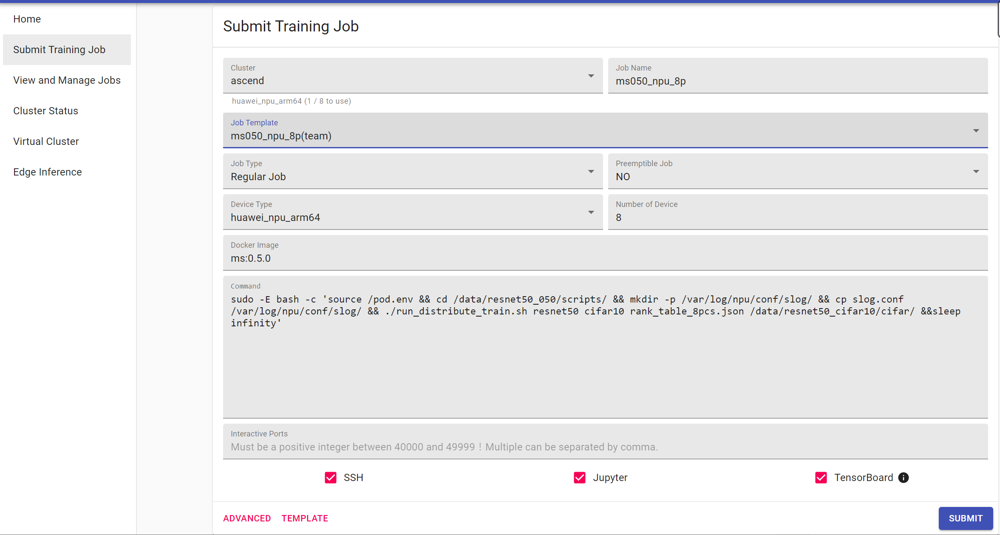 Home
Submit Training Job
View and Manage Jobs
Cluster Status
Virtual Cluster
Edge Inference
Submit Training Job
Cluster
ascend
Job Name
ms050_npu_8p
huawei_npu_arm64 (1 / 8 to use)
Job Template
ms050_npu_8p(team)
Job Type
Regular Job
Preemptible Job
NO
Device Type
huawei_npu_arm64
Number of Device
8
Docker Image
ms:0.5.0
Command
sudo -E bash -c 'source /pod.env && cd /data/resnet50_050/scripts/ && mkdir -p /var/log/npu/conf/slog/ && cp slog.conf
/var/log/npu/conf/slog/ && ./run_distribute_train.sh resnet50 cifar10 rank_table_8pcs.json /data/resnet50_cifar10/cifar/ &&sleep
infinity'
Interactive Ports
Must be a positive integer between 40000 and 49999！Multiple can be separated by comma.
SSH
Jupyter
TensorBoard
ADVANCED
TEMPLATE
SUBMIT